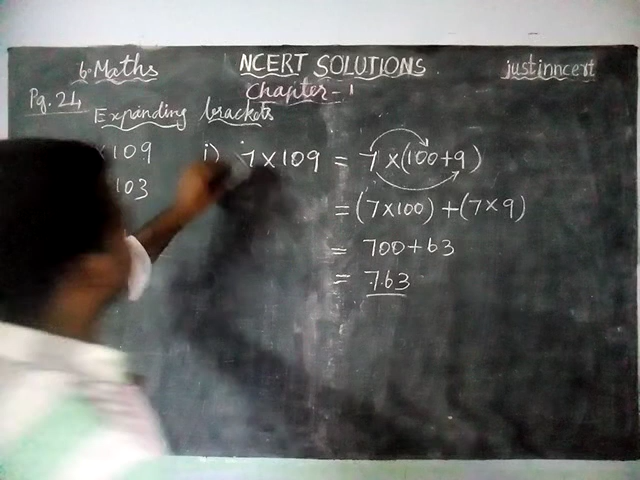 6. Maths NCERT SOLUTIONS justinncert
Chapter - 1
Pg. 24 Expanding brackets
×109 i) 7×109 = 7×(100+9)
103 = (7×100)+(7×9)
= 700+63
= 763